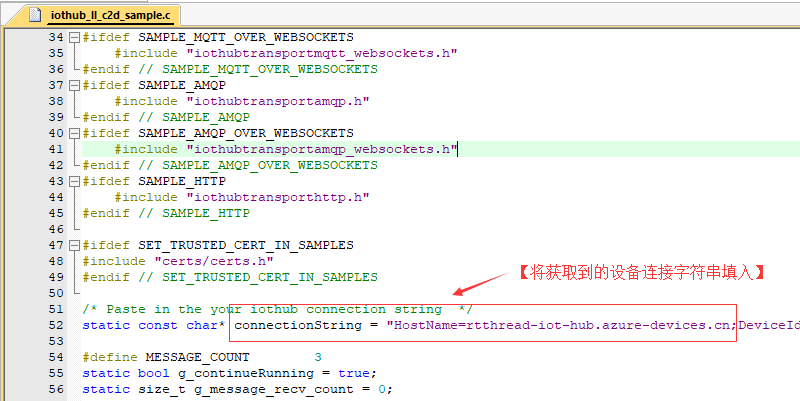 iothub_ll_c2d_sample.c
34 #ifdef SAMPLE_MQTT_OVER_WEBSOCKETS
35 #include "iothubtransportmqtt_websockets.h"
36 #endif // SAMPLE_MQTT_OVER_WEBSOCKETS
37 #ifdef SAMPLE_AMQP
38 #include "iothubtransportamqp.h"
39 #endif // SAMPLE_AMQP
40 #ifdef SAMPLE_AMQP_OVER_WEBSOCKETS
41 #include "iothubtransportamqp_websockets.h"
42 #endif // SAMPLE_AMQP_OVER_WEBSOCKETS
43 #ifdef SAMPLE_HTTP
44 #include "iothubtransporthttp.h"
45 #endif // SAMPLE_HTTP
46
47 #ifdef SET_TRUSTED_CERT_IN_SAMPLES
48 #include "certs/certs.h"
49 #endif // SET_TRUSTED_CERT_IN_SAMPLES
【将获取到的设备连接字符串填入】
50
51 /* Paste in the your iothub connection string */
52 static const char* connectionString = "HostName=rtthread-iot-hub.azure-devices.cn;DeviceId
53
54 #define MESSAGE_COUNT 3
55 static bool g_continueRunning = true;
56 static size_t g_message_recv_count = 0;